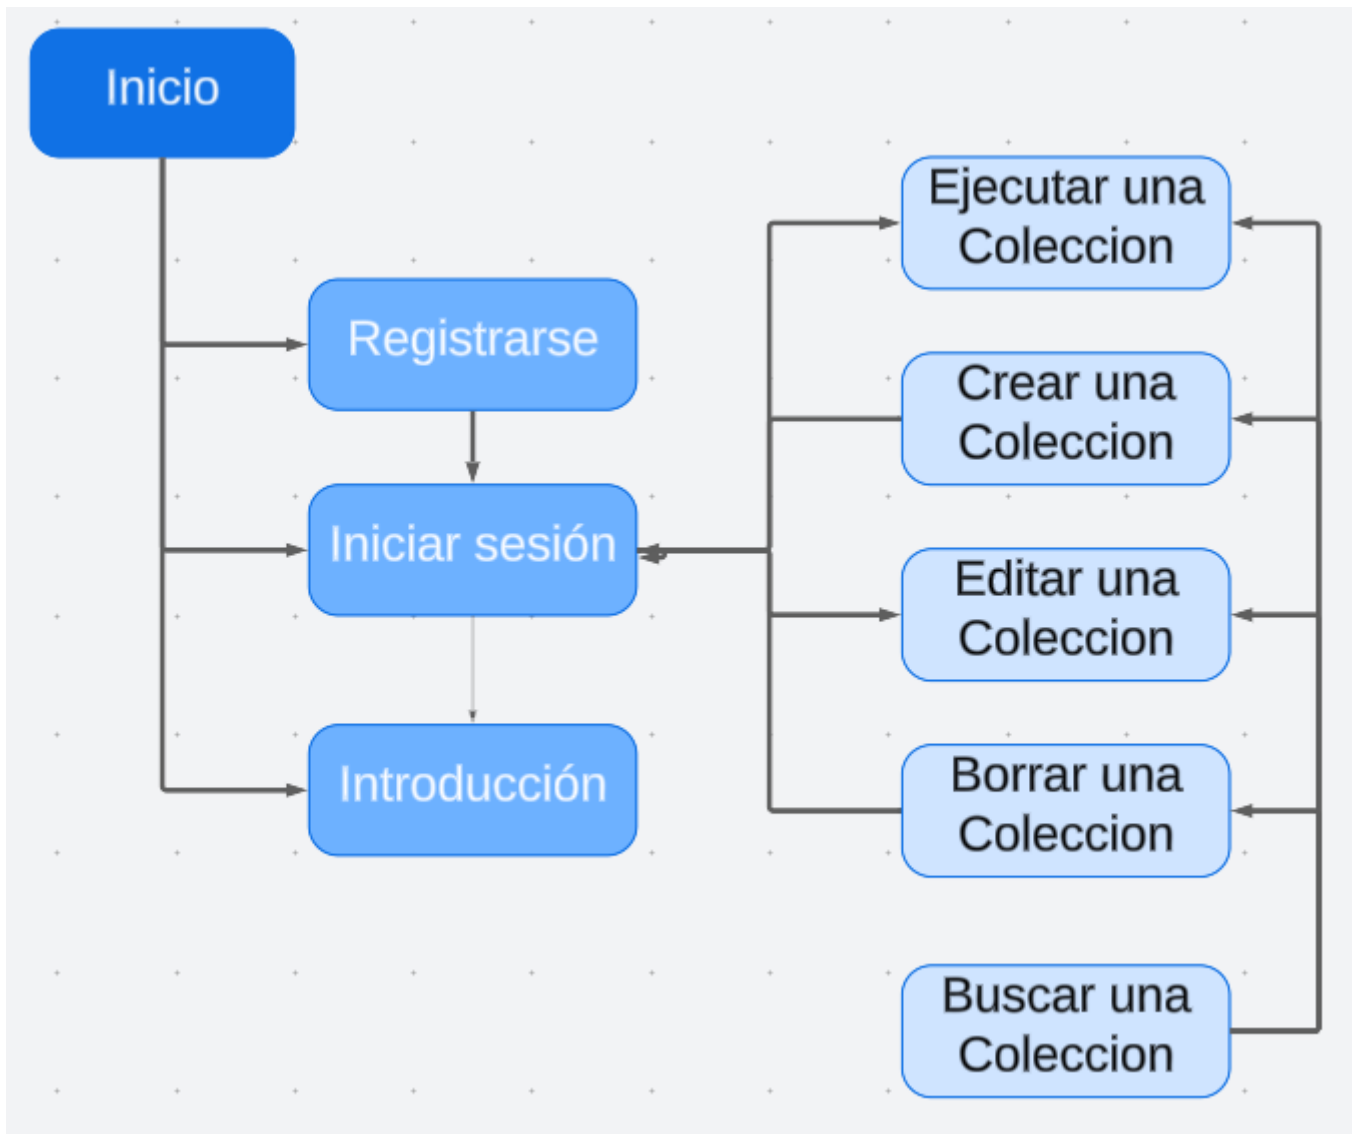 Inicio
Registrarse
Iniciar sesión
Introducción
Ejecutar una
Coleccion
Crear una
Coleccion
Editar una
Coleccion
Borrar una
Coleccion
Buscar una
Coleccion